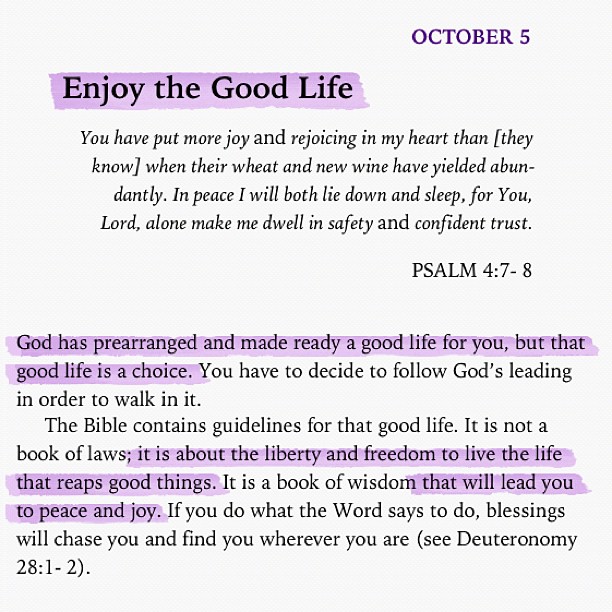 OCTOBER 5
Enjoy the Good Life
You have put more joy and rejoicing in my heart than [they
know] when their wheat and new wine have yielded abun-
dantly. In peace I will both lie down and sleep, for You,
Lord, alone make me dwell in safety and confident trust.
PSALM 4:7- 8
God has prearranged and made ready a good life for you, but that
good life is a choice. You have to decide to follow God's leading
in order to walk in it.
The Bible contains guidelines for that good life. It is not a
book of laws; it is about the liberty and freedom to live the life
that reaps good things. It is a book of wisdom that will lead you
to peace and joy. If you do what the Word says to do, blessings
will chase you and find you wherever you are (see Deuteronomy
28:1- 2).